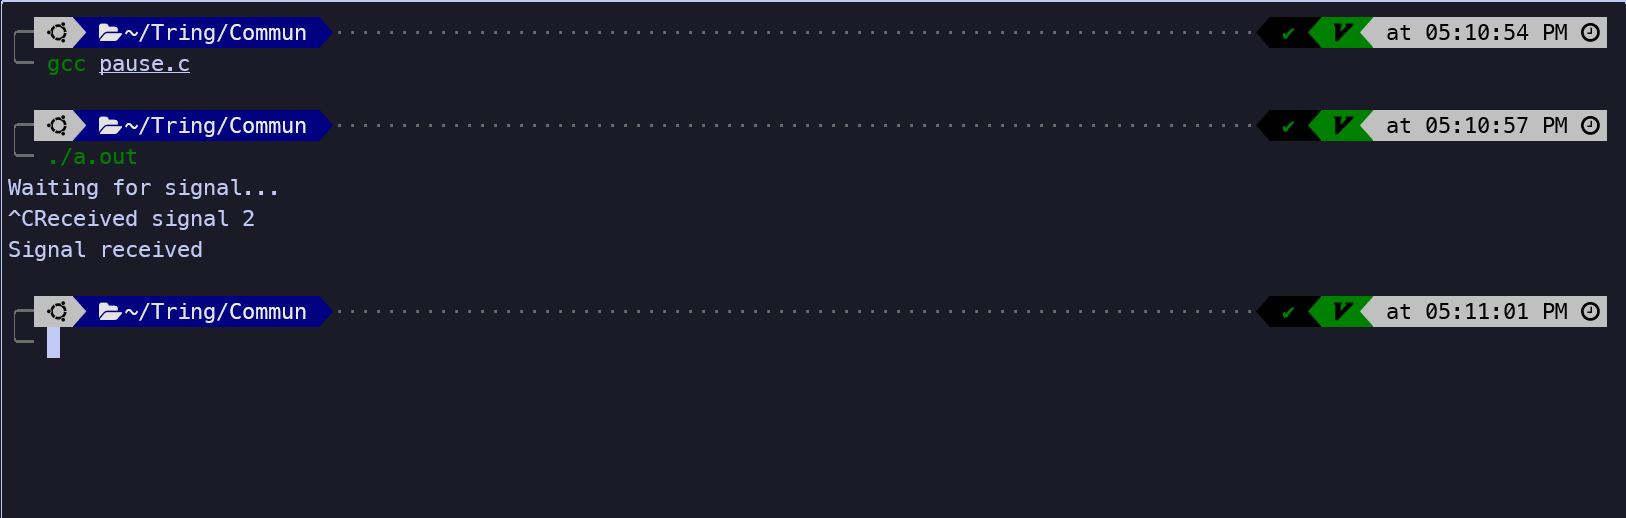 ~/Tring/Commun ✔ V at 05:10:54 PM
gcc pause.c
~/Tring/Commun ✔ V at 05:10:57 PM
./a.out
Waiting for signal...
^CReceived signal 2
Signal received
~/Tring/Commun ✔ V at 05:11:01 PM